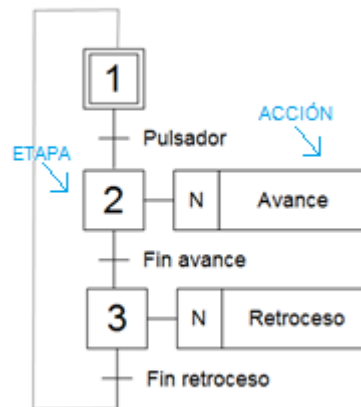 1
ACCIÓN
Pulsador
ETAPA
2 N Avance
Fin avance
3 N Retroceso
Fin retroceso